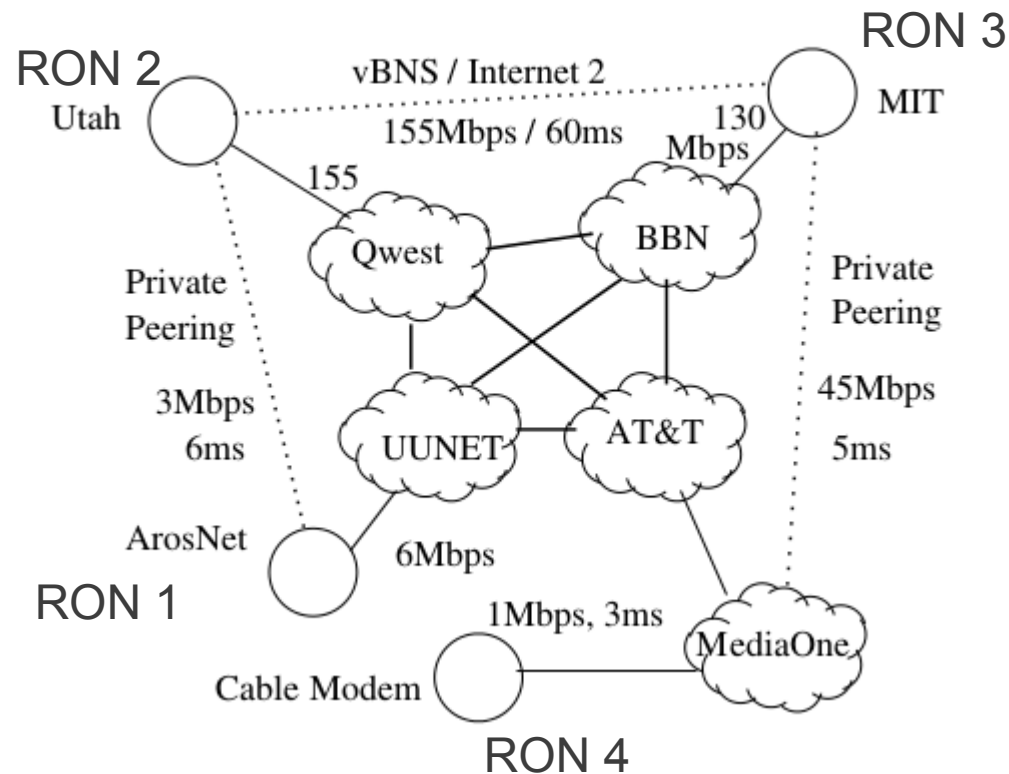 RON 3
RON 2
vBNS / Internet 2
Utah
MIT
155Mbps / 60ms
130
Mbps
155
Qwest
BBN
Private
Peering
Private
Peering
3Mbps
6ms
45Mbps
5ms
UUNET
AT&T
ArosNet
6Mbps
RON 1
1Mbps, 3ms
MediaOne
Cable Modem
RON 4